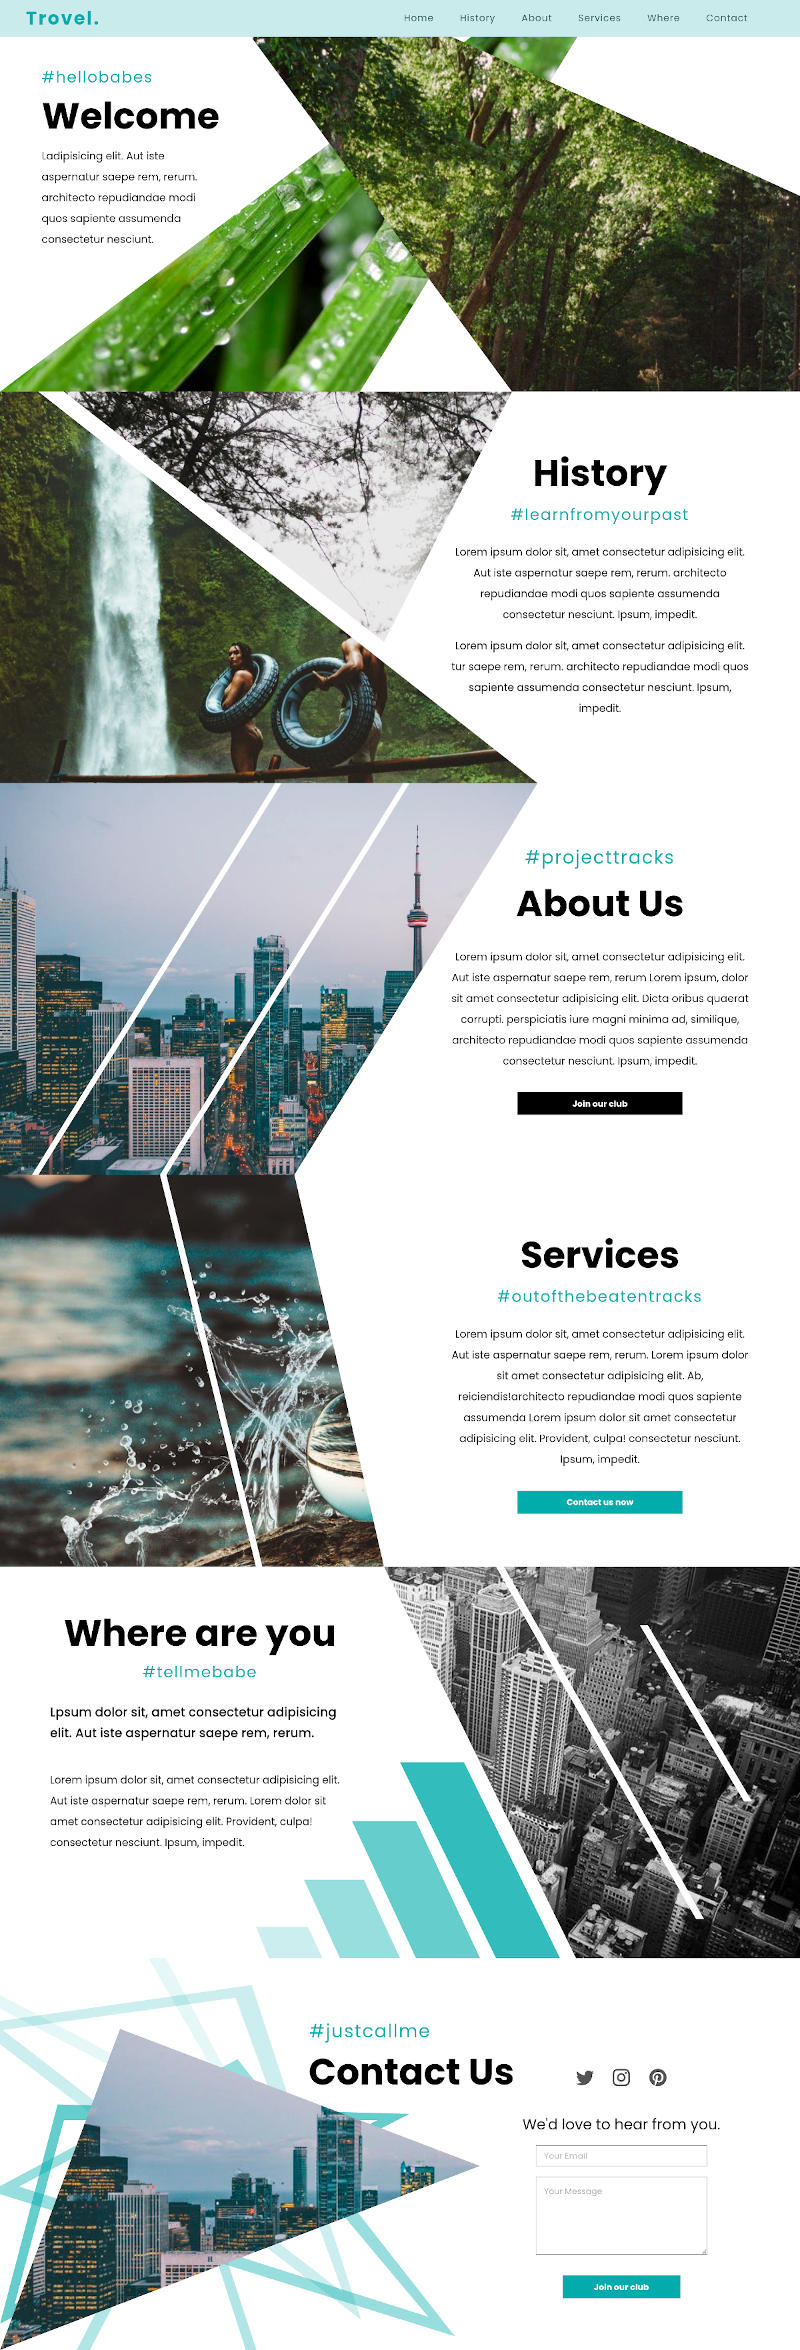 Trovel.
Home History About Services Where Contact
#hellobabes
Welcome
Ladipisicing elit. Aut iste
aspernatur saepe rem, rerum.
architecto repudiandae modi
quos sapiente assumenda
consectetur nesciunt.
History
#learnfromyourpast
Lorem ipsum dolor sit, amet consectetur adipisicing elit.
Aut iste aspernatur saepe rem, rerum. architecto
repudiandae modi quos sapiente assumenda
consectetur nesciunt. Ipsum, impedit.
Lorem ipsum dolor sit, amet consectetur adipisicing elit.
tur saepe rem, rerum. architecto repudiandae modi quos
sapiente assumenda consectetur nesciunt. Ipsum,
impedit.
#projecttracks
About Us
Lorem ipsum dolor sit, amet consectetur adipisicing elit.
Aut iste aspernatur saepe rem, rerum Lorem ipsum, dolor
sit amet consectetur adipisicing elit. Dicta oribus quaerat
corrupti. perspiciatis iure magni minima ad, similique,
architecto repudiandae modi quos sapiente assumenda
consectetur nesciunt. Ipsum, impedit.
Join our club
Services
#outofthebeatentracks
Lorem ipsum dolor sit, amet consectetur adipisicing elit.
Aut iste aspernatur saepe rem, rerum. Lorem ipsum dolor
sit amet consectetur adipisicing elit. Ab,
reiciendis!architecto repudiandae modi quos sapiente
assumenda Lorem ipsum dolor sit amet consectetur
adipisicing elit. Provident, culpa! consectetur nesciunt.
Ipsum, impedit.
Contact us now
Where are you
#tellmebabe
Lpsum dolor sit, amet consectetur adipisicing
elit. Aut iste aspernatur saepe rem, rerum.
Lorem ipsum dolor sit, amet consectetur adipisicing elit.
Aut iste aspernatur saepe rem, rerum. Lorem dolor sit
amet consectetur adipisicing elit. Provident, culpa!
consectetur nesciunt. Ipsum, impedit.
#justcallme
Contact Us
We'd love to hear from you.
Your Email
Your Message
Join our club